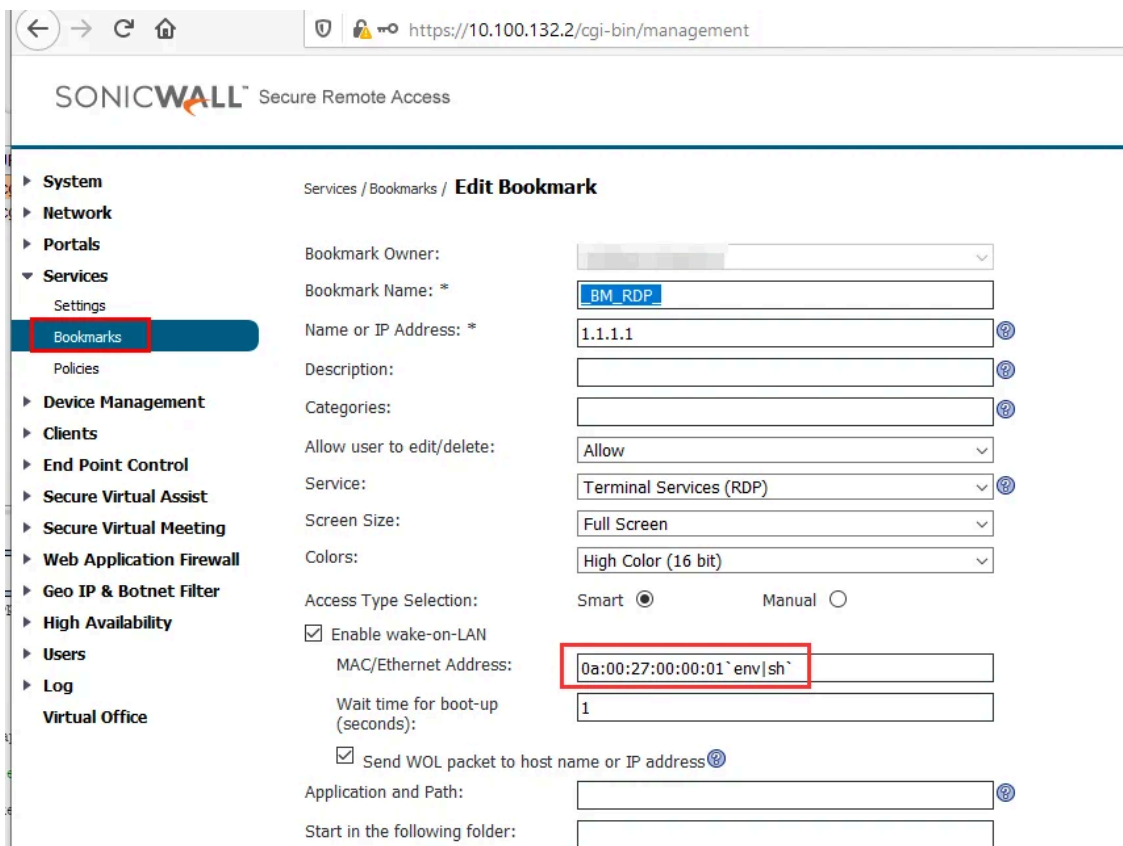 https://10.100.132.2/cgi-bin/management
SONICWALL™ Secure Remote Access
System
Network
Portals
Services
Settings
Bookmarks
Policies
Device Management
Clients
End Point Control
Secure Virtual Assist
Secure Virtual Meeting
Web Application Firewall
Geo IP & Botnet Filter
High Availability
Users
Log
Virtual Office
Services / Bookmarks / Edit Bookmark
Bookmark Owner:
Bookmark Name: * _BM_RDP_
Name or IP Address: * 1.1.1.1
Description:
Categories:
Allow user to edit/delete: Allow
Service: Terminal Services (RDP)
Screen Size: Full Screen
Colors: High Color (16 bit)
Access Type Selection: Smart Manual
Enable wake-on-LAN
MAC/Ethernet Address: 0a:00:27:00:00:01`env|sh`
Wait time for boot-up 1
(seconds):
Send WOL packet to host name or IP address
Application and Path:
Start in the following folder: